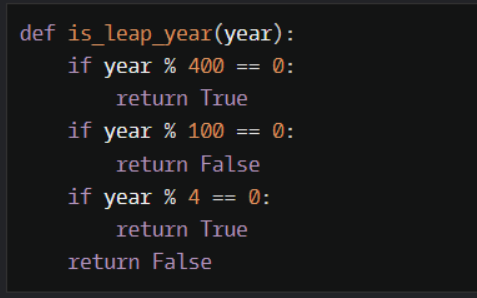 def is_leap_year(year):
    if year % 400 == 0:
        return True
    if year % 100 == 0:
        return False
    if year % 4 == 0:
        return True
    return False